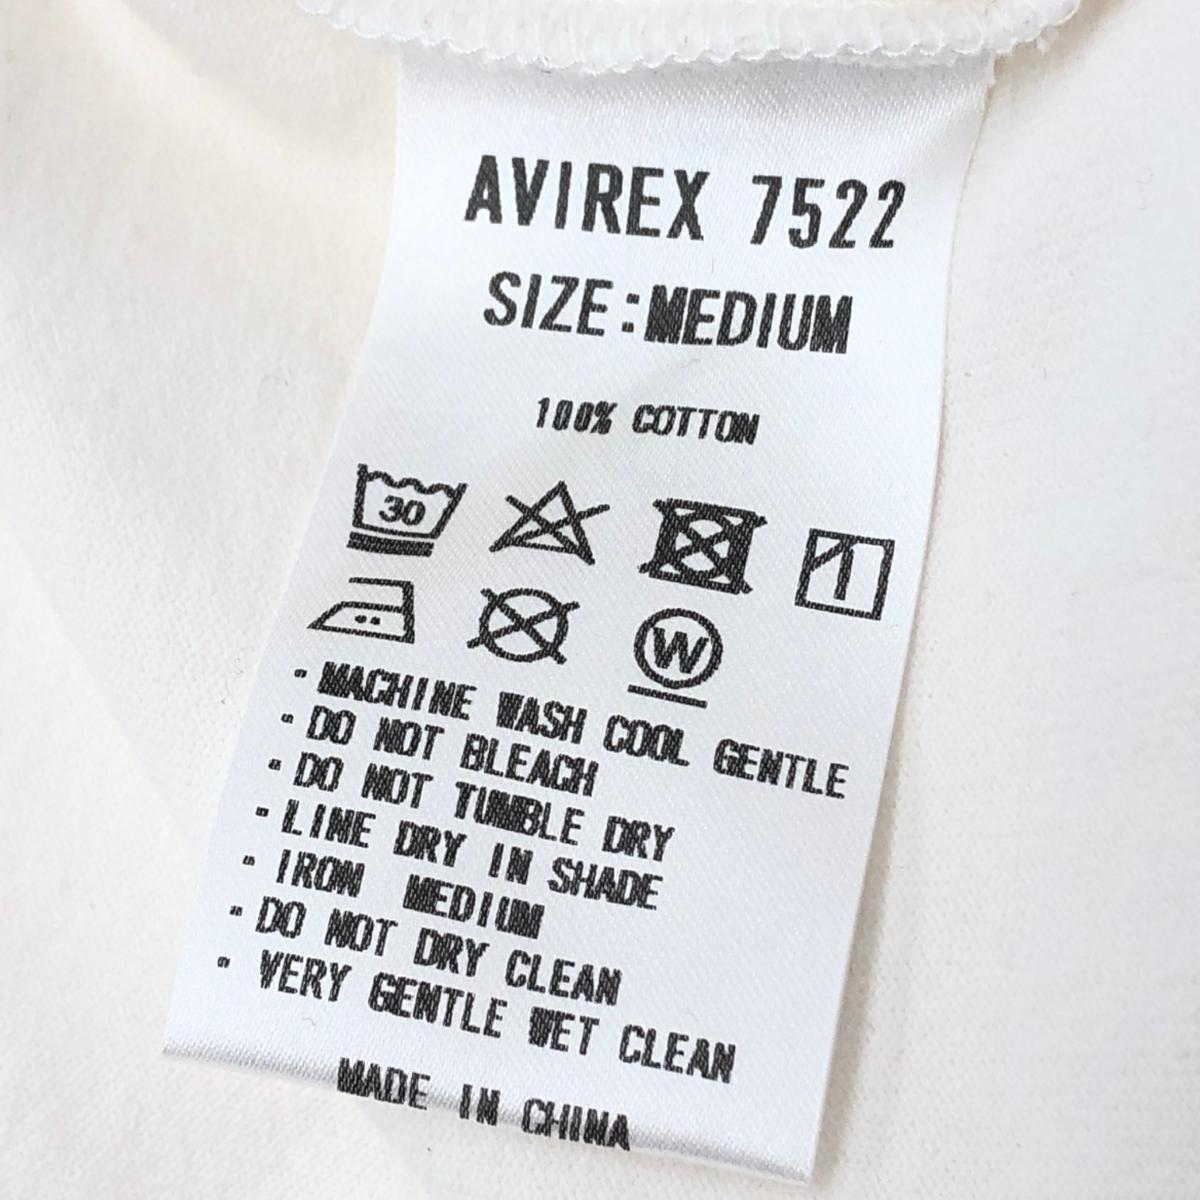 AVIREX 7522
SIZE:MEDIUM
100% COTTON
30
W
- MACHINE WASH COOL GENTLE
- DO NOT BLEACH
- DO NOT TUMBLE DRY
- LINE DRY IN SHADE
- IRON MEDIUM
- DO NOT DRY CLEAN
- VERY GENTLE WET CLEAN
MADE IN CHINA